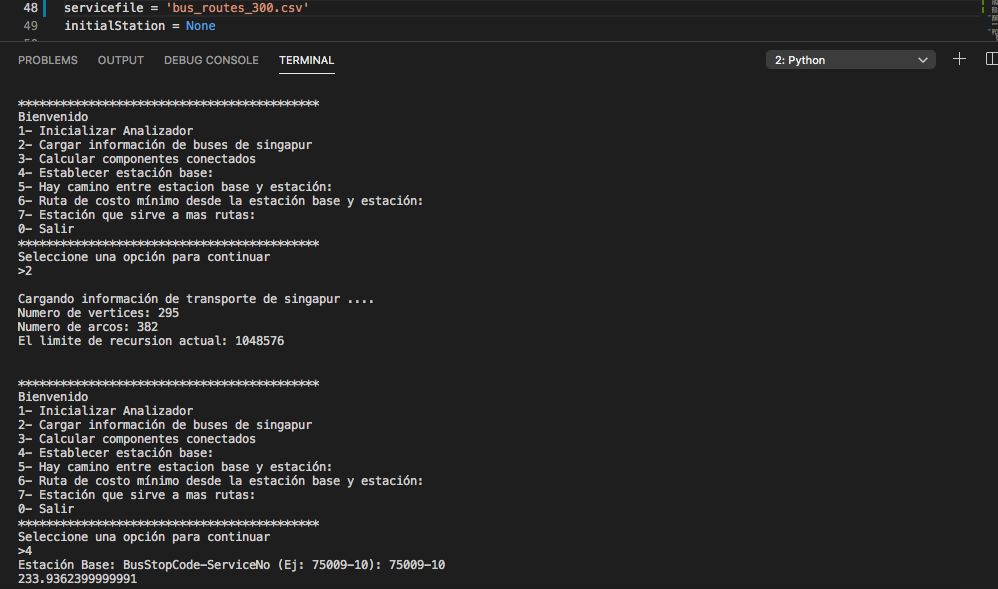 48 servicefile = 'bus_routes_300.csv'
49 initialStation = None
PROBLEMS OUTPUT DEBUG CONSOLE TERMINAL 2: Python
*******************************************
Bienvenido
1- Inicializar Analizador
2- Cargar información de buses de singapur
3- Calcular componentes conectados
4- Establecer estación base:
5- Hay camino entre estacion base y estación:
6- Ruta de costo mínimo desde la estación base y estación:
7- Estación que sirve a mas rutas:
0- Salir
*******************************************
Seleccione una opción para continuar
>2
Cargando información de transporte de singapur ....
Numero de vertices: 295
Numero de arcos: 382
El limite de recursion actual: 1048576
*******************************************
Bienvenido
1- Inicializar Analizador
2- Cargar información de buses de singapur
3- Calcular componentes conectados
4- Establecer estación base:
5- Hay camino entre estacion base y estación:
6- Ruta de costo mínimo desde la estación base y estación:
7- Estación que sirve a mas rutas:
0- Salir
*******************************************
Seleccione una opción para continuar
>4
Estación Base: BusStopCode-ServiceNo (Ej: 75009-10): 75009-10
233.9362399999991